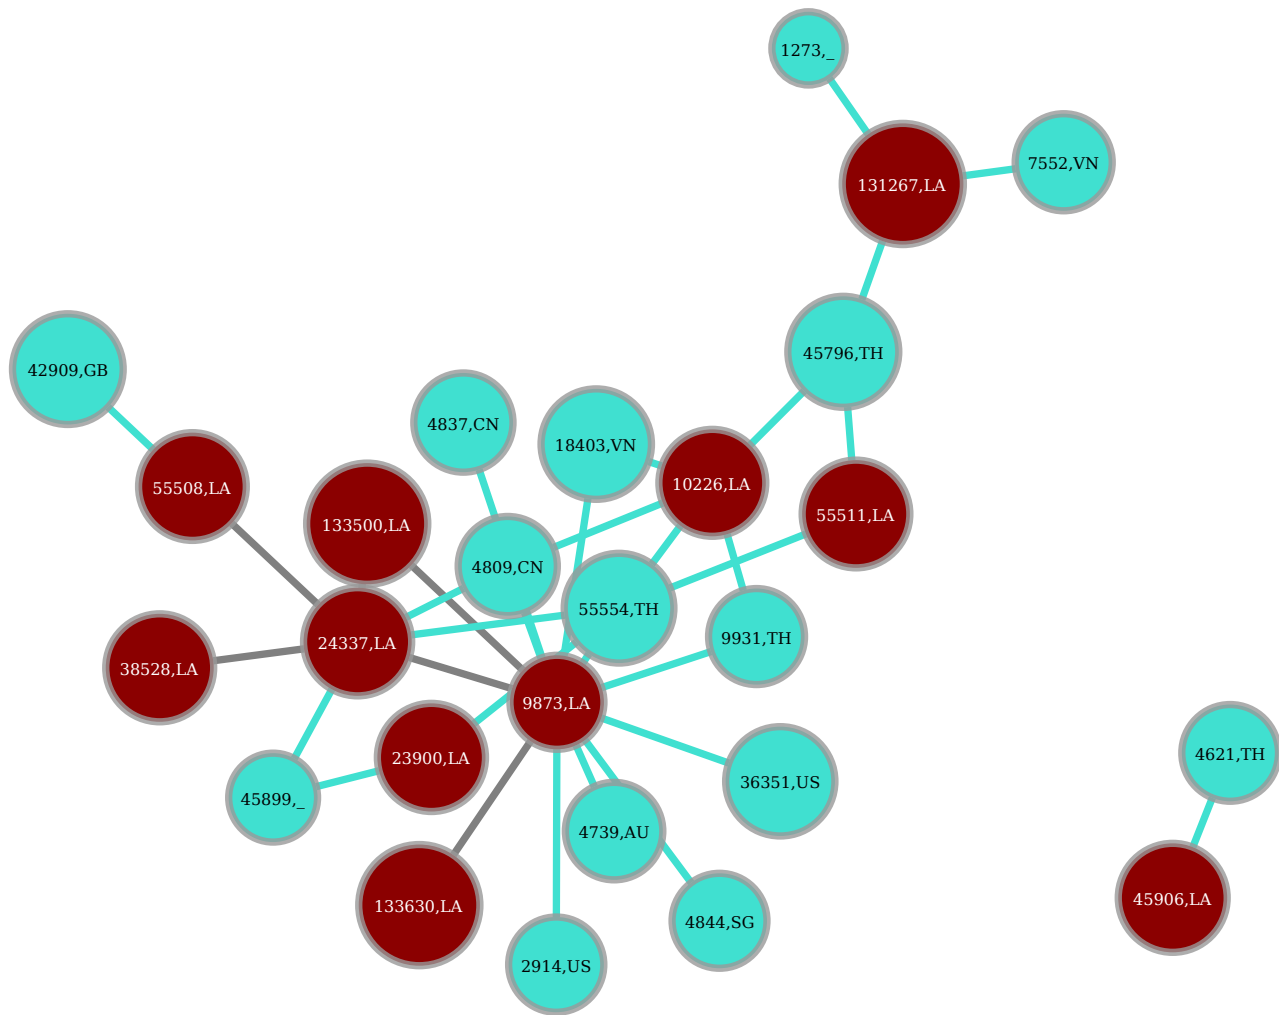 1273,_
7552,VN
131267,LA
45796,TH
42909,GB
4837,CN
18403,VN
10226,LA
55508,LA
55511,LA
133500,LA
4809,CN
55554,TH
9931,TH
24337,LA
38528,LA
9873,LA
23900,LA
4621,TH
36351,US
45899,_
4739,AU
45906,LA
133630,LA
4844,SG
2914,US